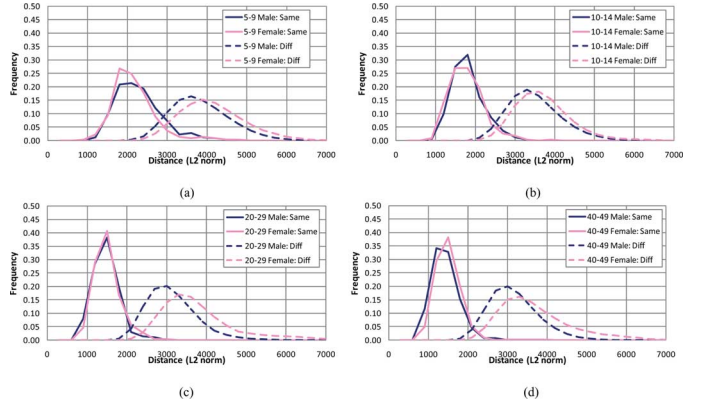 0.50
0.45
0.40
0.35
0.30
0.25
0.20
0.15
0.10
0.05
0.00
Frequency
5-9 Male: Same
5-9 Female: Same
5-9 Male: Diff
5-9 Female: Diff
0 1000 2000 3000 4000 5000 6000 7000
Distance (L2 norm)
(a)
0.50
0.45
0.40
0.35
0.30
0.25
0.20
0.15
0.10
0.05
0.00
Frequency
10-14 Male: Same
10-14 Female: Same
10-14 Male: Diff
10-14 Female: Diff
0 1000 2000 3000 4000 5000 6000 7000
Distance (L2 norm)
(b)
0.50
0.45
0.40
0.35
0.30
0.25
0.20
0.15
0.10
0.05
0.00
Frequency
20-29 Male: Same
20-29 Female: Same
20-29 Male: Diff
20-29 Female: Diff
0 1000 2000 3000 4000 5000 6000 7000
Distance (L2 norm)
(c)
0.50
0.45
0.40
0.35
0.30
0.25
0.20
0.15
0.10
0.05
0.00
Frequency
40-49 Male: Same
40-49 Female: Same
40-49 Male: Diff
40-49 Female: Diff
0 1000 2000 3000 4000 5000 6000 7000
Distance (L2 norm)
(d)